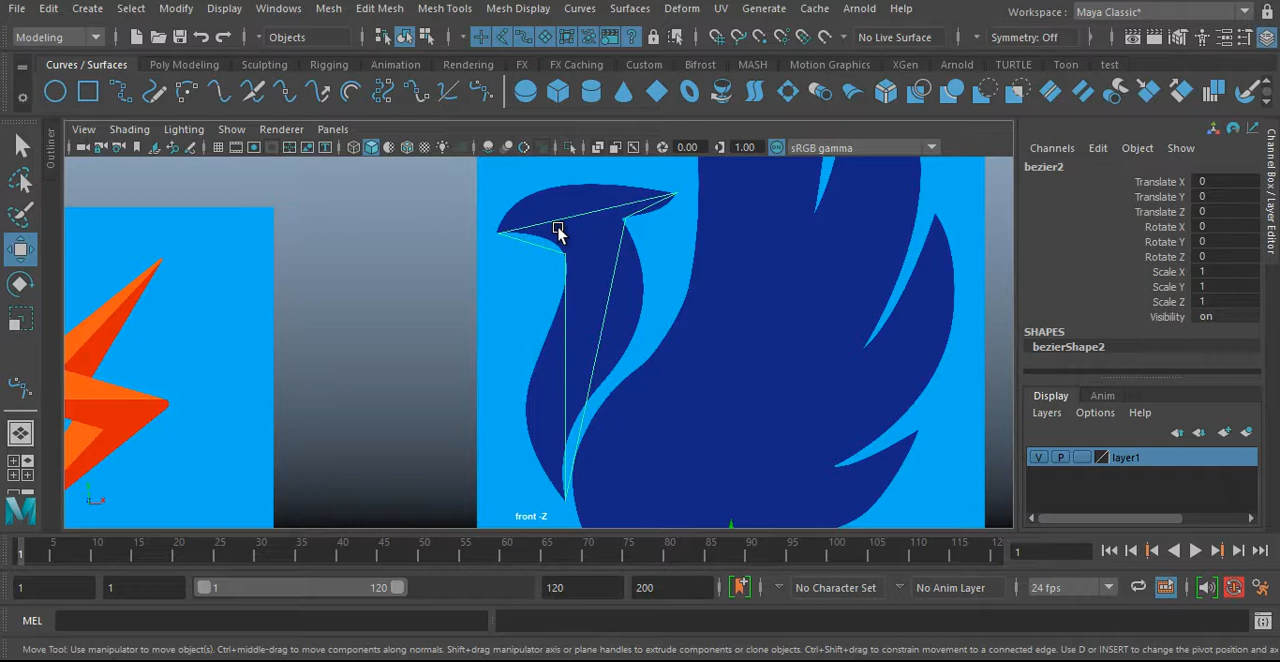 File Edit Create Select Modify Display Windows Mesh Edit Mesh Mesh Tools Mesh Display Curves Surfaces Deform UV Generate Cache Arnold Help Workspace: Maya Classic*
Modeling Objects No Live Surface Symmetry: Off
Curves / Surfaces Poly Modeling Sculpting Rigging Animation Rendering FX FX Caching Custom Bifrost MASH Motion Graphics XGen Arnold TURTLE Toon test
View Shading Lighting Show Renderer Panels
0.00 1.00 ON sRGB gamma
Outliner
front -Z
x
Channels Edit Object Show
bezier2
Translate X 0
Translate Y 0
Translate Z 0
Rotate X 0
Rotate Y 0
Rotate Z 0
Scale X 1
Scale Y 1
Scale Z 1
Visibility on
SHAPES
bezierShape2
Display Anim
Layers Options Help
V P layer1
Channel Box / Layer Editor
5 10 15 20 25 30 35 40 45 50 55 60 65 70 75 80 85 90 95 100 105 110 115 12
1 1
1 1 120 120 200 No Character Set No Anim Layer 24 fps
MEL
Move Tool: Use manipulator to move object(s). Ctrl+middle-drag to move components along normals. Shift+drag manipulator axis or plane handles to extrude components or clone objects. Ctrl+Shift+drag to constrain movement to a connected edge. Use D or INSERT to change the pivot position and ax